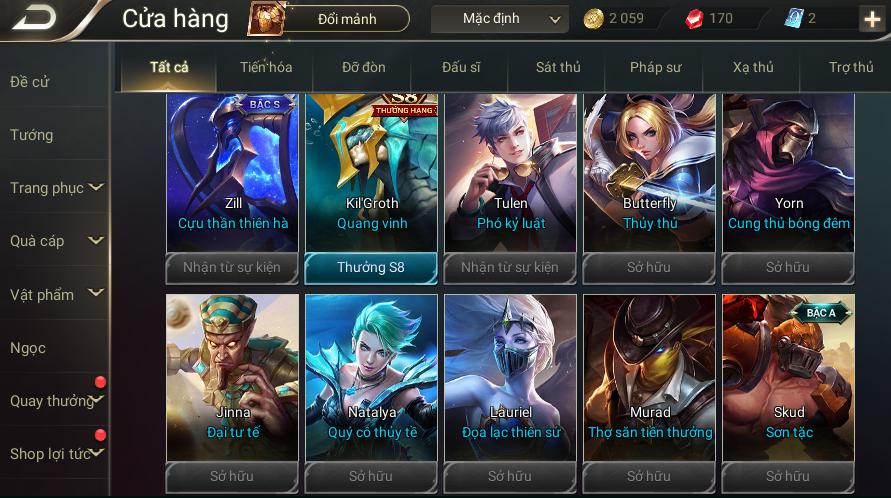 Cửa hàng
Đổi mảnh
Mặc định
2 059
170
2
Đề cử
Tướng
Trang phục
Quà cáp
Vật phẩm
Ngọc
Quay thưởng
Shop lợi tức
Tất cả
Tiến hóa
Đỡ đòn
Đấu sĩ
Sát thủ
Pháp sư
Xạ thủ
Trợ thủ
BẬC S
Zill
Cựu thần thiên hà
Nhận từ sự kiện
S8
THƯỞNG HẠNG
Kil'Groth
Quang vinh
Thưởng S8
Tulen
Phó kỷ luật
Nhận từ sự kiện
Butterfly
Thủy thủ
Sở hữu
Yorn
Cung thủ bóng đêm
Sở hữu
Jinna
Đại tư tế
Sở hữu
Natalya
Quý cô thủy tề
Sở hữu
Lauriel
Đọa lạc thiên sứ
Sở hữu
Murad
Thợ săn tiền thưởng
Sở hữu
BẬC A
Skud
Sơn tặc
Sở hữu